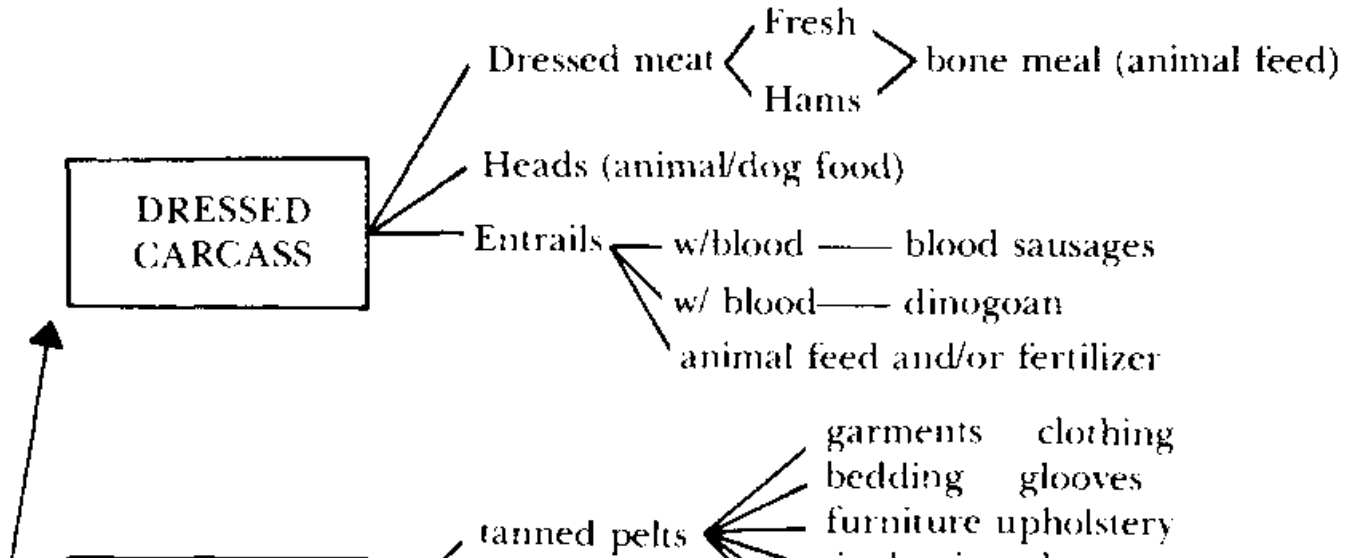 Fresh
Dressed meat
bone meal (animal feed)
Hams
Heads (animal/dog food)
DRESSED
CARCASS
Entrails
w/blood
blood sausages
w/ blood
dinogoan
animal feed and/or fertilizer
garments clothing
bedding glooves
furniture upholstery
tanned pelts